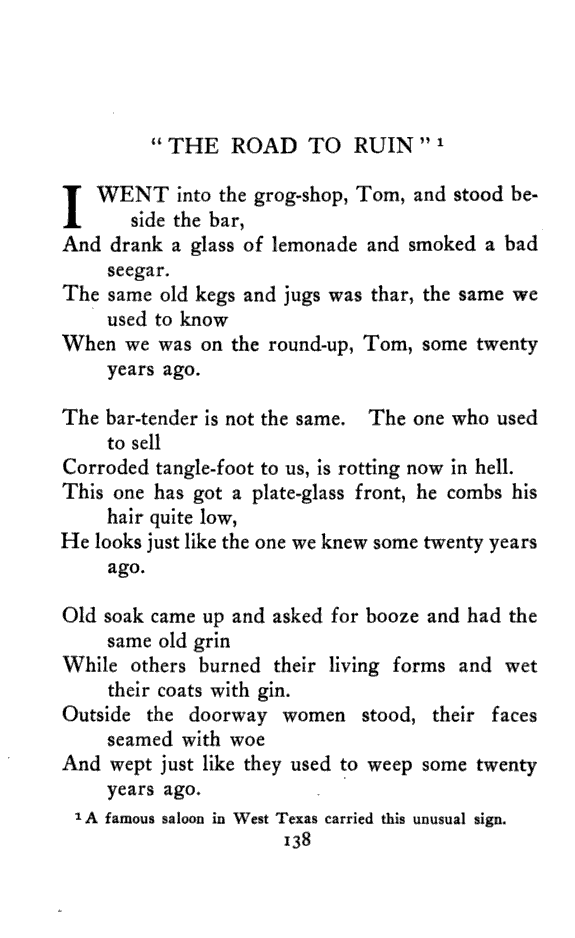 “ THE ROAD TO RUIN ” ¹
I WENT into the grog-shop, Tom, and stood be-
side the bar,
And drank a glass of lemonade and smoked a bad
seegar.
The same old kegs and jugs was thar, the same we
used to know
When we was on the round-up, Tom, some twenty
years ago.
The bar-tender is not the same. The one who used
to sell
Corroded tangle-foot to us, is rotting now in hell.
This one has got a plate-glass front, he combs his
hair quite low,
He looks just like the one we knew some twenty years
ago.
Old soak came up and asked for booze and had the
same old grin
While others burned their living forms and wet
their coats with gin.
Outside the doorway women stood, their faces
seamed with woe
And wept just like they used to weep some twenty
years ago.
¹ A famous saloon in West Texas carried this unusual sign.
138